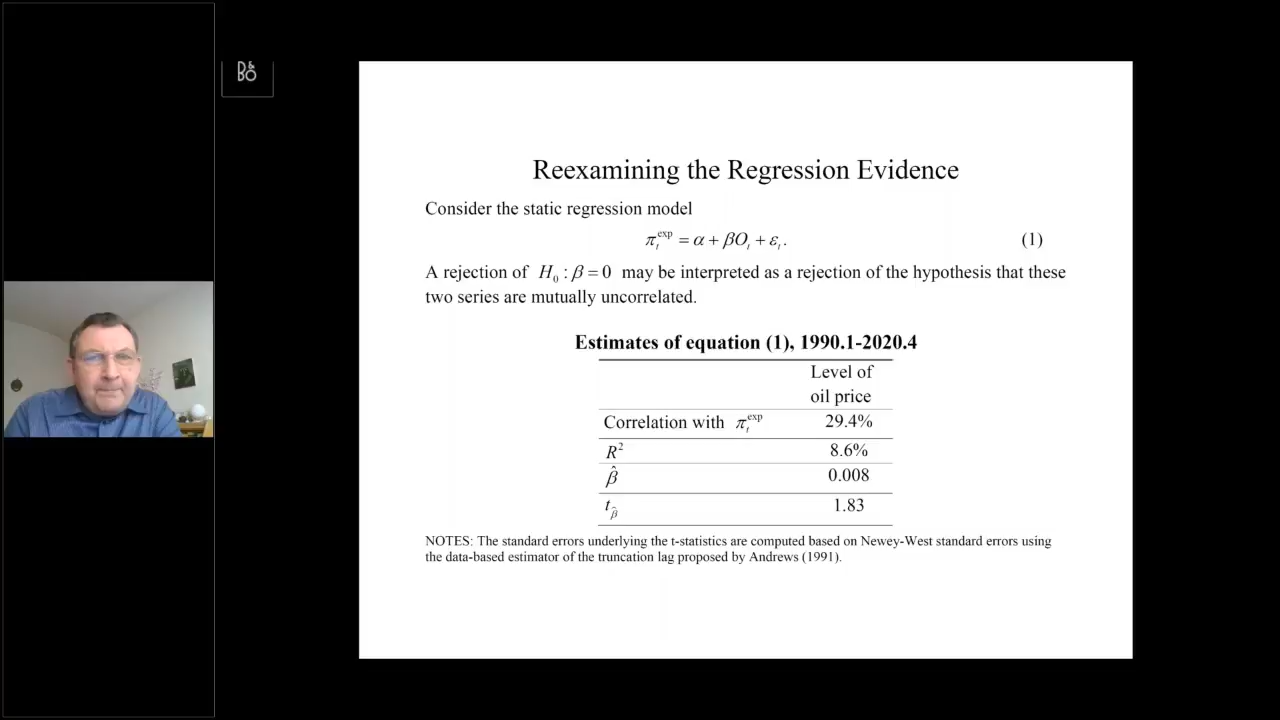 B&
BO
Reexamining the Regression Evidence
Consider the static regression model
π_t^exp = α + βO_t + ε_t. (1)
A rejection of H_0 : β = 0 may be interpreted as a rejection of the hypothesis that these
two series are mutually uncorrelated.
Estimates of equation (1), 1990.1-2020.4
Level of
oil price
Correlation with π_t^exp 29.4%
R² 8.6%
β̂ 0.008
t_β̂ 1.83
NOTES: The standard errors underlying the t-statistics are computed based on Newey-West standard errors using
the data-based estimator of the truncation lag proposed by Andrews (1991).